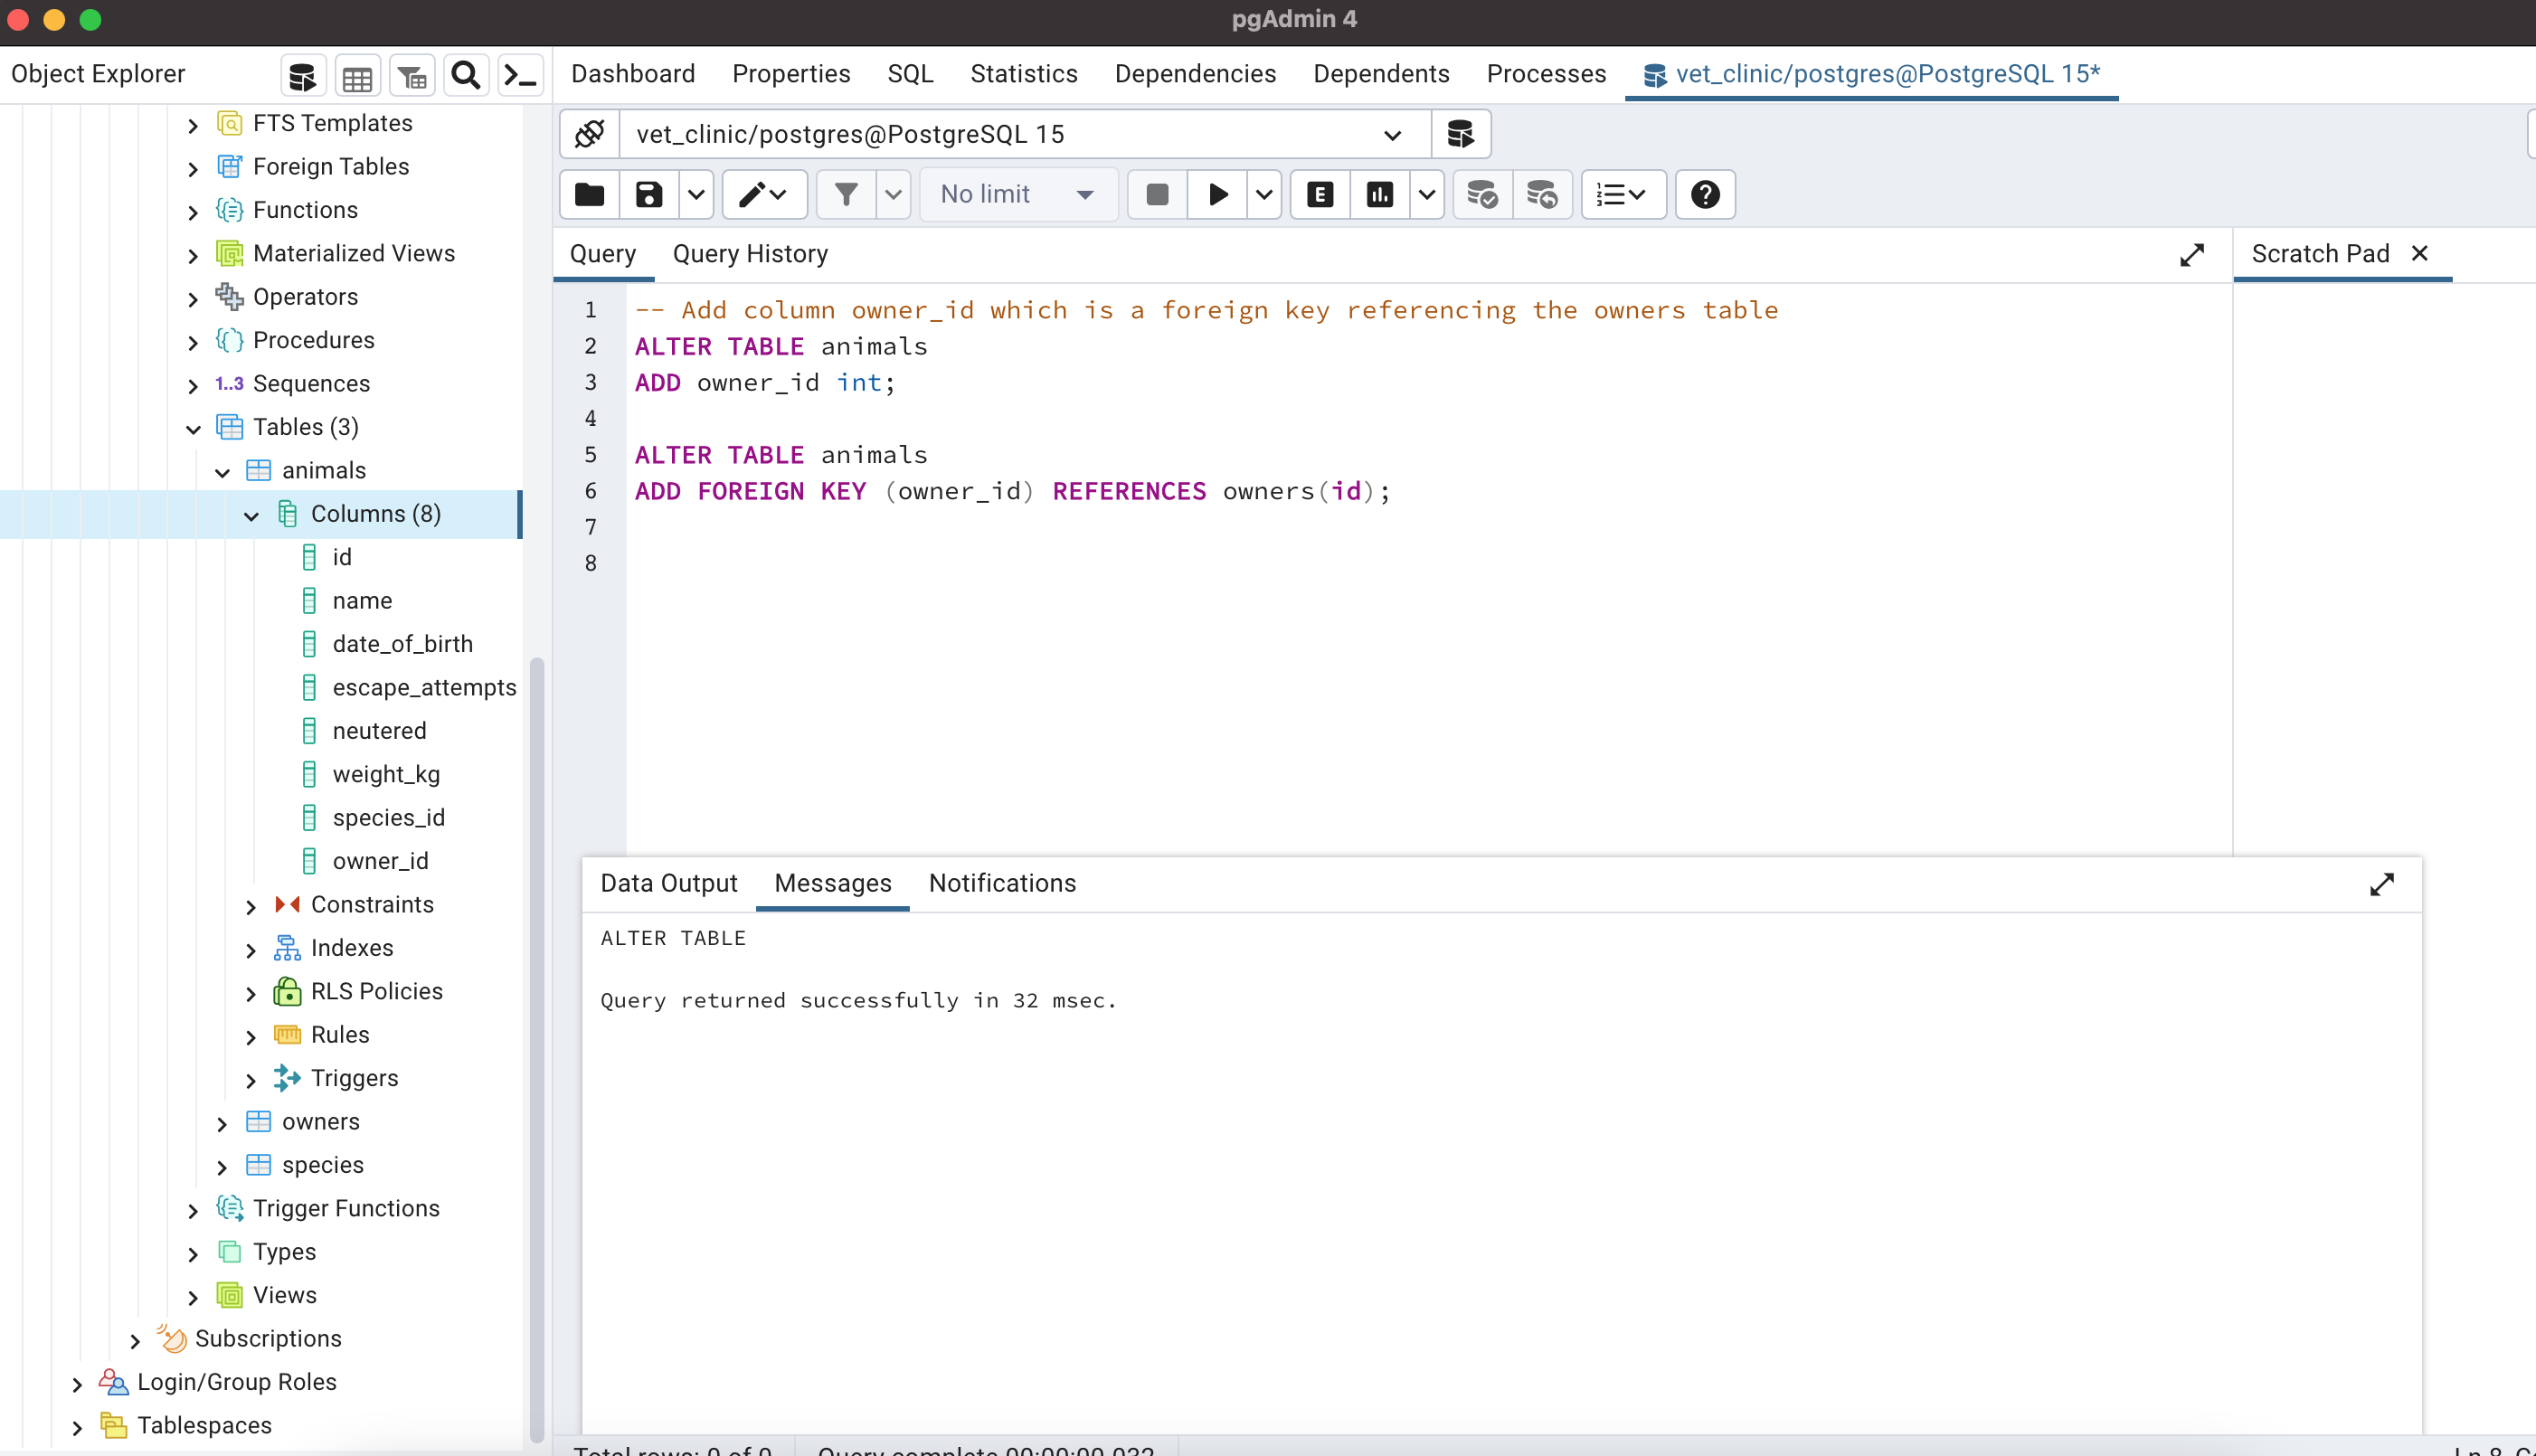 pgAdmin 4
Object Explorer
Dashboard
Properties
SQL
Statistics
Dependencies
Dependents
Processes
vet_clinic/postgres@PostgreSQL 15*
FTS Templates
Foreign Tables
Functions
Materialized Views
Operators
Procedures
1..3 Sequences
Tables (3)
animals
Columns (8)
id
name
date_of_birth
escape_attempts
neutered
weight_kg
species_id
owner_id
Constraints
Indexes
RLS Policies
Rules
Triggers
owners
species
Trigger Functions
Types
Views
Subscriptions
Login/Group Roles
Tablespaces
vet_clinic/postgres@PostgreSQL 15
No limit
E
Query
Query History
Scratch Pad
1 -- Add column owner_id which is a foreign key referencing the owners table
2 ALTER TABLE animals
3 ADD owner_id int;
4
5 ALTER TABLE animals
6 ADD FOREIGN KEY (owner_id) REFERENCES owners(id);
7
8
Data Output
Messages
Notifications
ALTER TABLE
Query returned successfully in 32 msec.
Total rows: 0 of 0
Query complete 00:00:00.032
Ln 8,